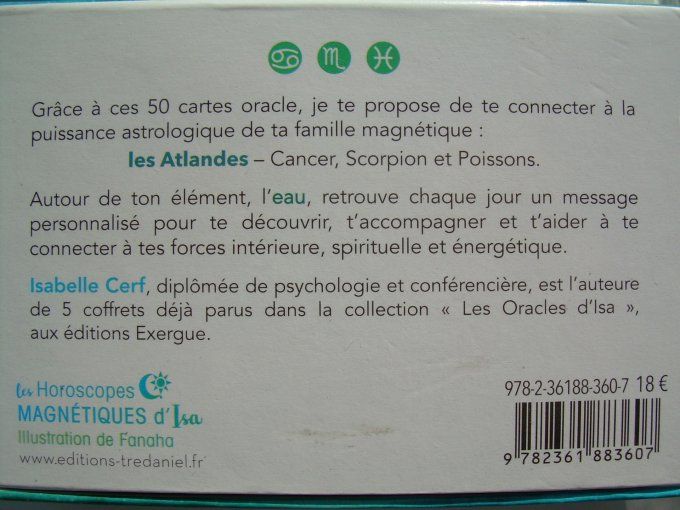 ♋ ♏ ♓
Grâce à ces 50 cartes oracle, je te propose de te connecter à la
puissance astrologique de ta famille magnétique :
les Atlandes – Cancer, Scorpion et Poissons.
Autour de ton élément, l'eau, retrouve chaque jour un message
personnalisé pour te découvrir, t'accompagner et t'aider à te
connecter à tes forces intérieure, spirituelle et énergétique.
Isabelle Cerf, diplômée de psychologie et conférencière, est l'auteure
de 5 coffrets déjà parus dans la collection « Les Oracles d'Isa »,
aux éditions Exergue.
les Horoscopes
MAGNÉTIQUES d'Isa
Illustration de Fanaha
www.editions-tredaniel.fr
978-2-36188-360-7 18 €
9 782361 883607